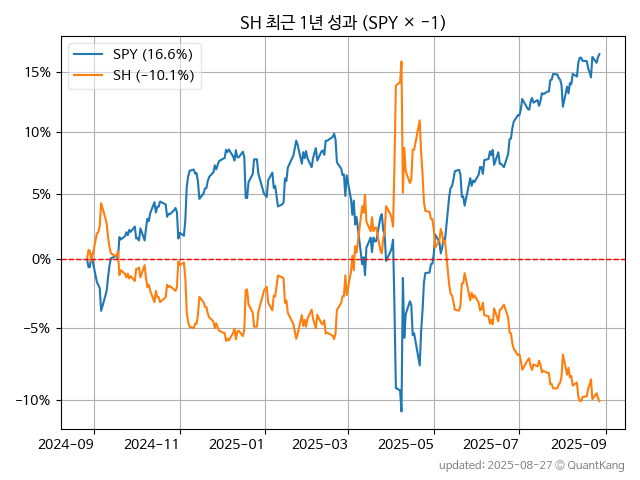 SH 최근 1년 성과 (SPY × −1)
SPY (16.6%)
SH (−10.1%)
15%
10%
5%
0%
−5%
−10%
2024-09 2024-11 2025-01 2025-03 2025-05 2025-07 2025-09
updated: 2025-08-27 © QuantKang